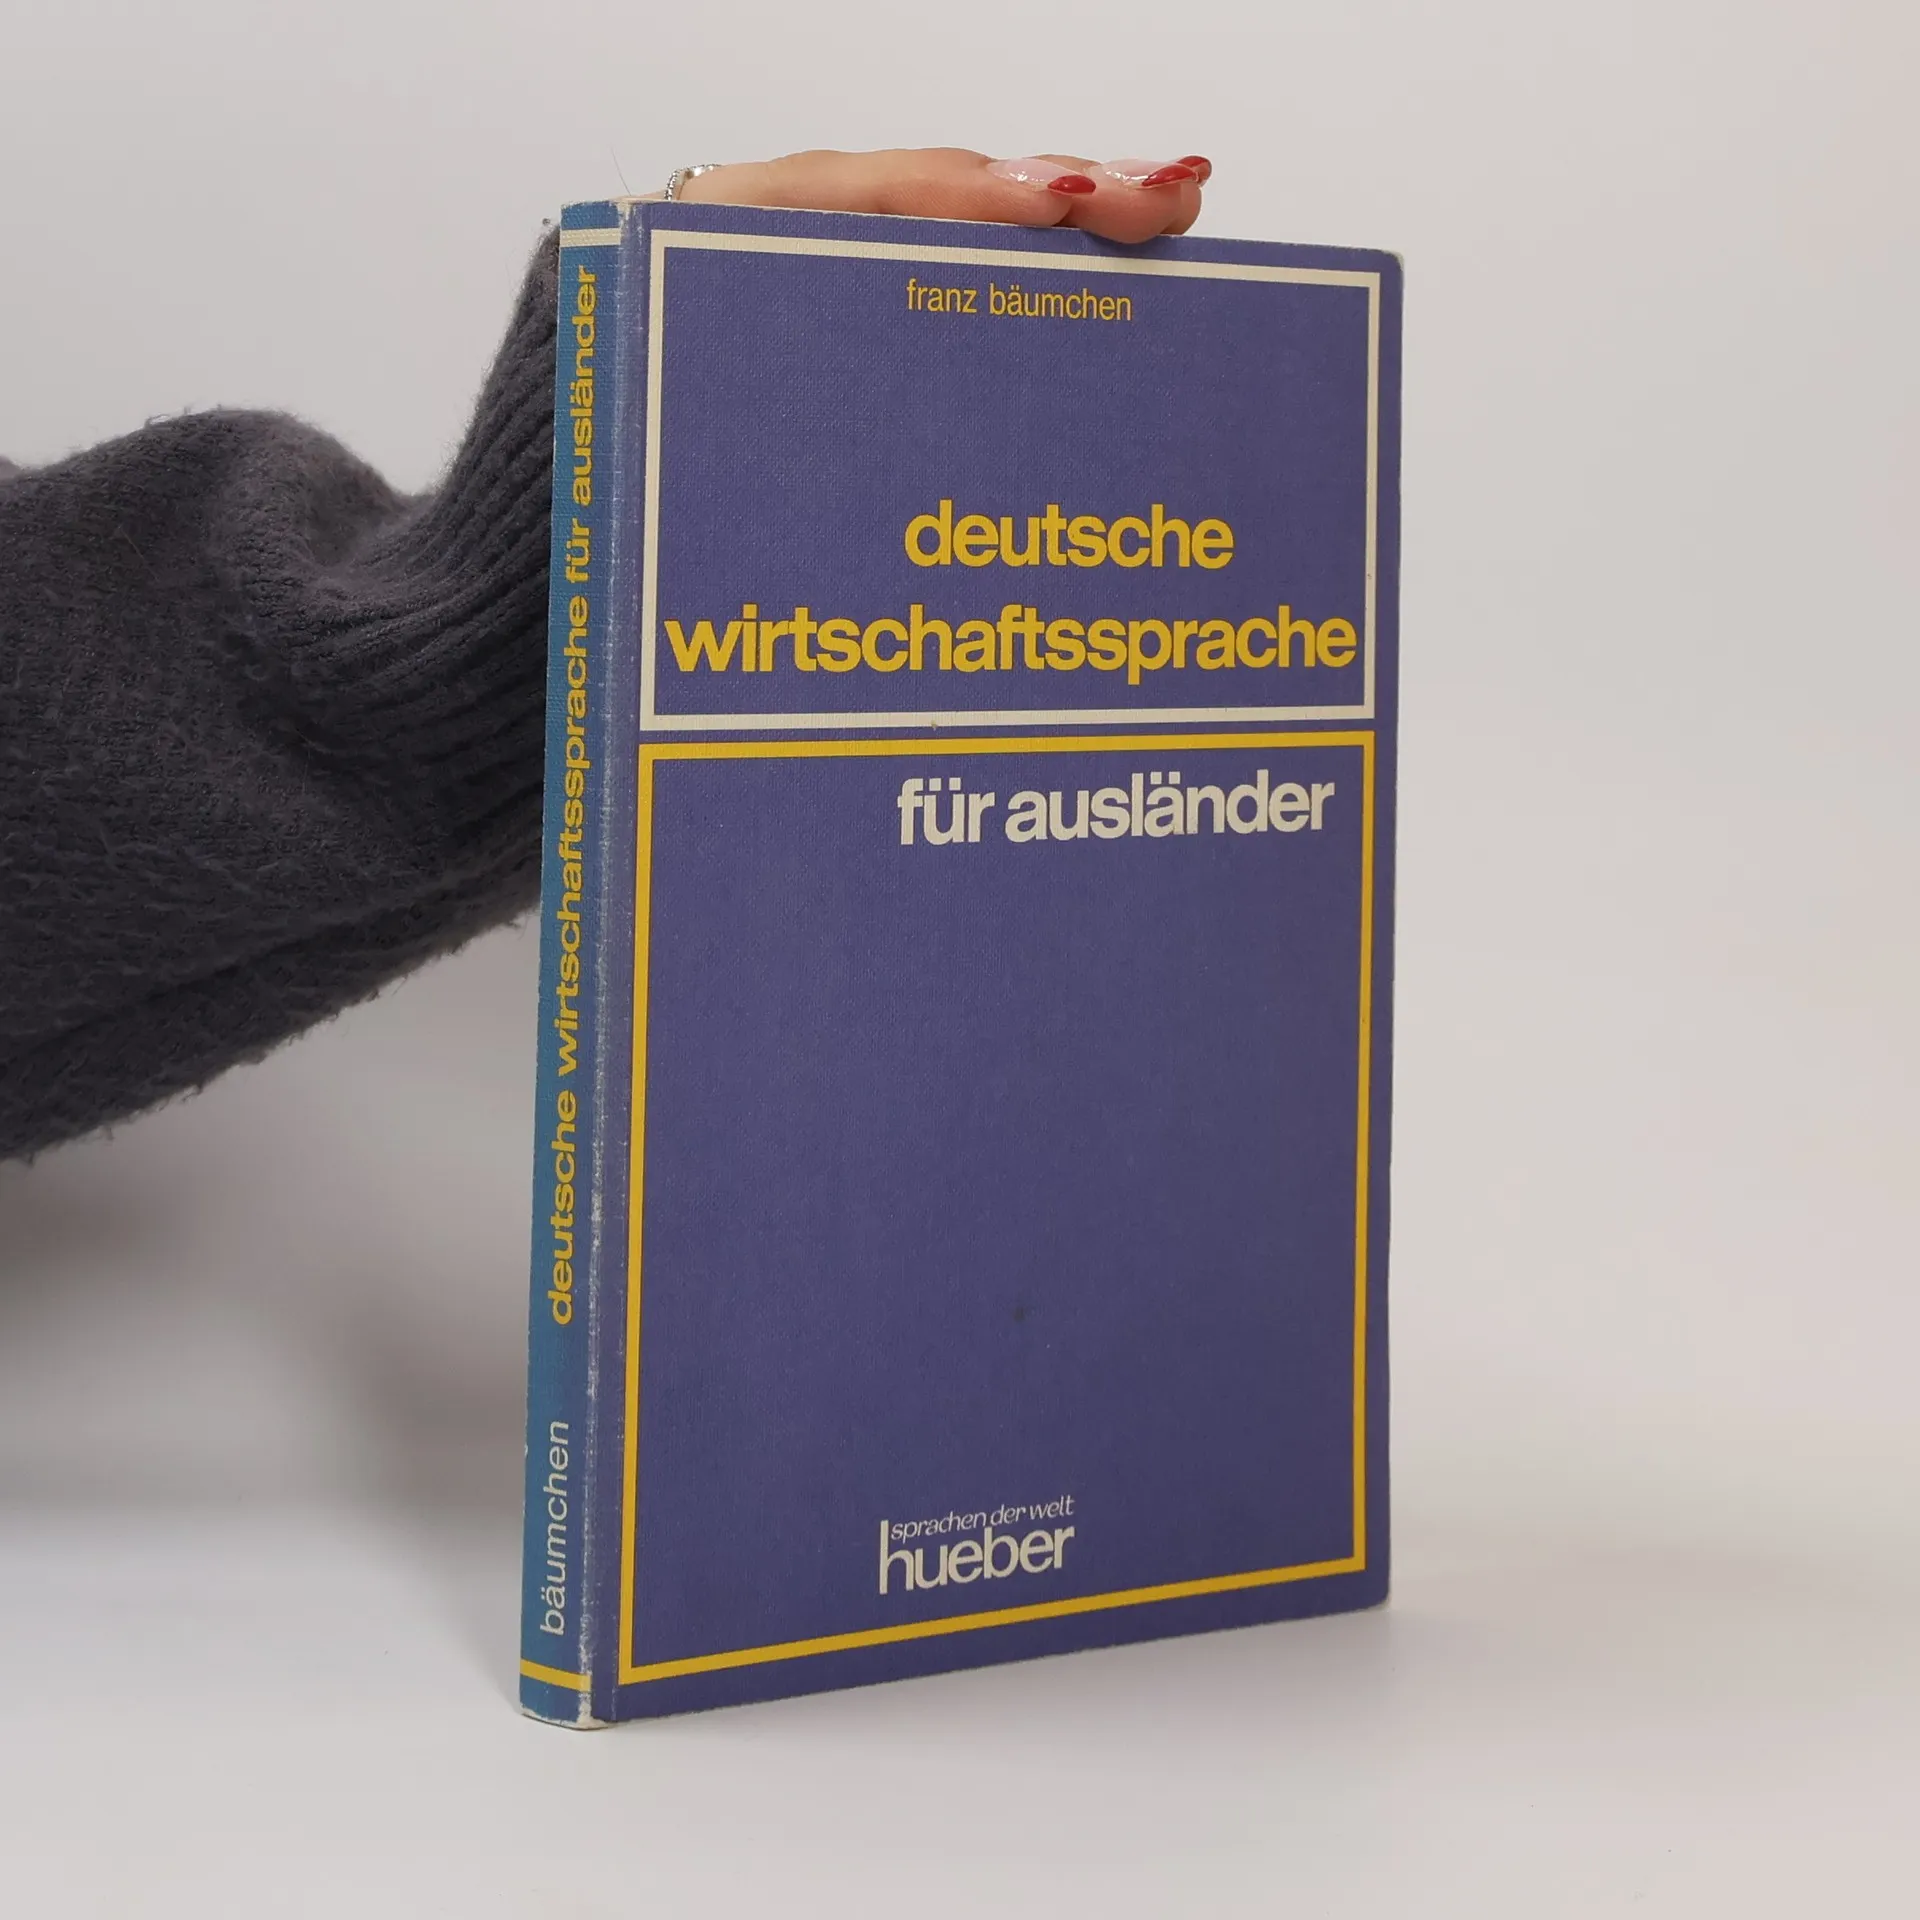 franz bäumchen
deutsche
wirtschaftssprache
für ausländer
sprachen der welt
hueber
bäumchen deutsche wirtschaftssprache für ausländer